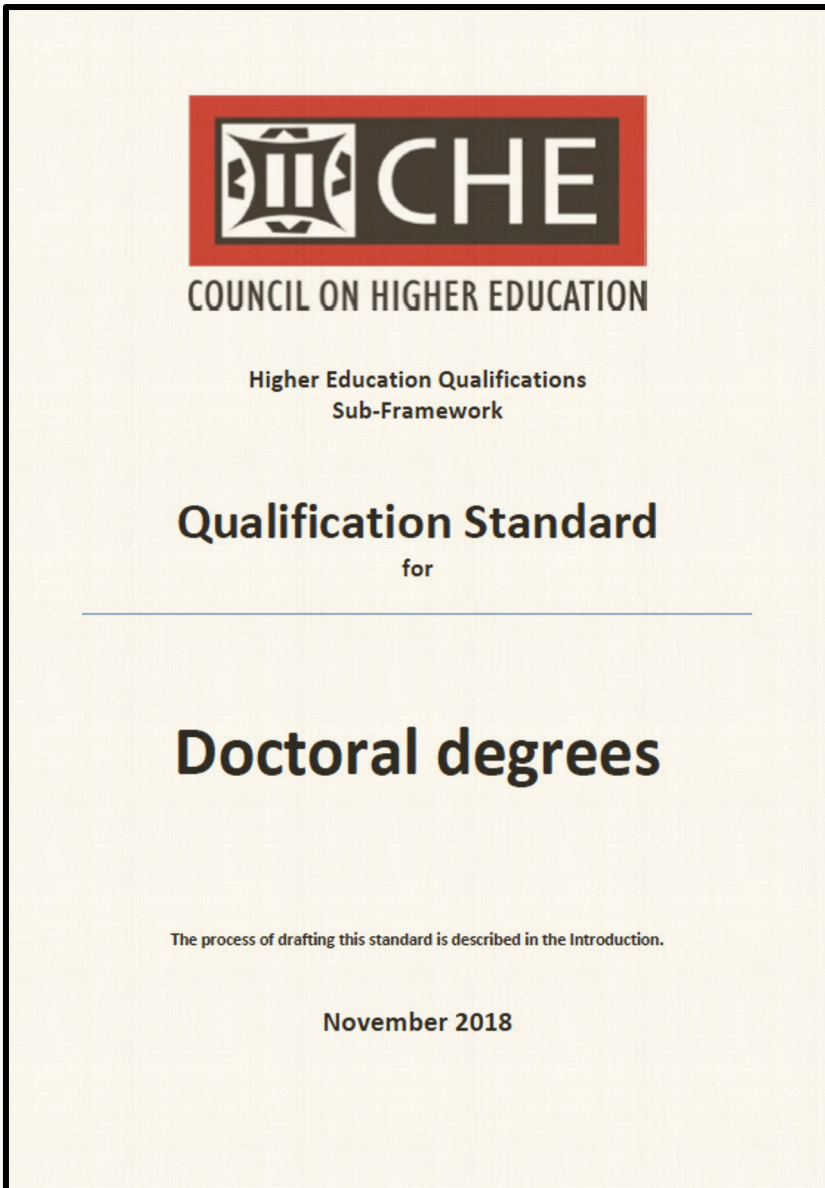 CHE
COUNCIL ON HIGHER EDUCATION
Higher Education Qualifications
Sub-Framework
Qualification Standard
for
Doctoral degrees
The process of drafting this standard is described in the Introduction.
November 2018